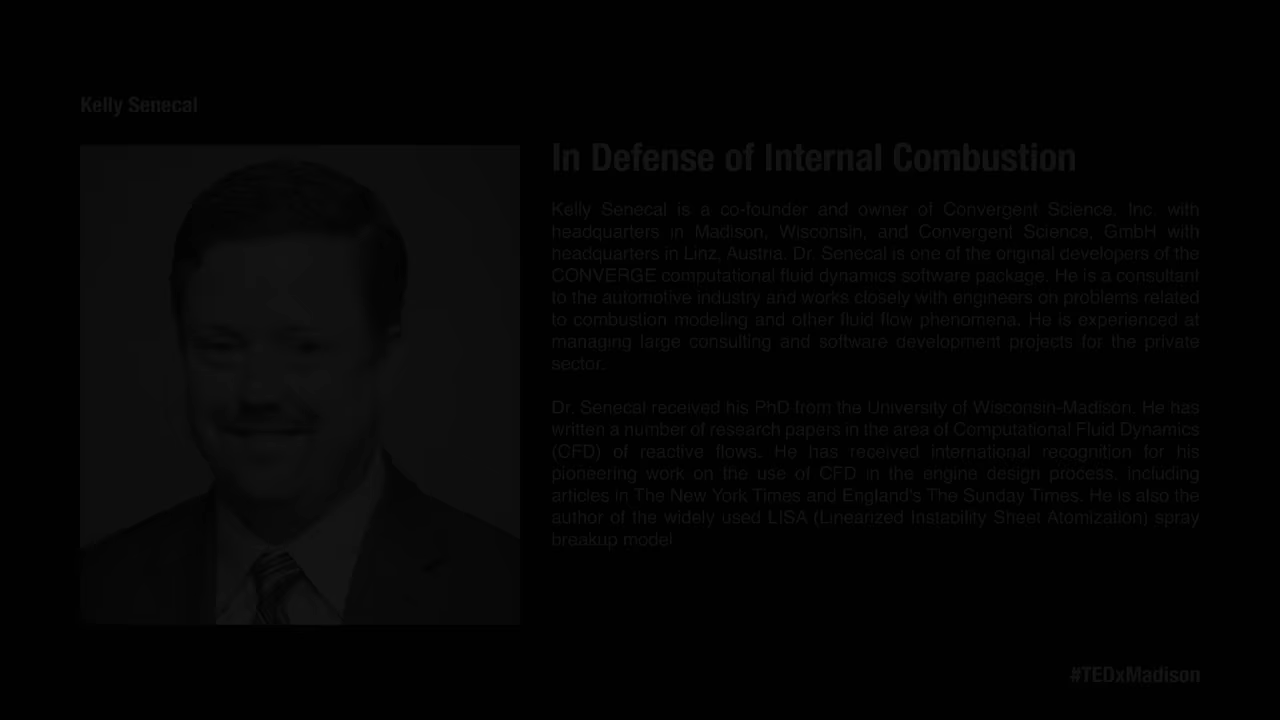 Kelly Senecal
In Defense of Internal Combustion
Kelly Senecal is a co-founder and owner of Convergent Science, Inc. with
headquarters in Madison, Wisconsin, and Convergent Science, GmbH with
headquarters in Linz, Austria. Dr. Senecal is one of the original developers of the
CONVERGE computational fluid dynamics software package. He is a consultant
to the automotive industry and works closely with engineers on problems related
to combustion modeling and other fluid flow phenomena. He is experienced at
managing large consulting and software development projects for the private
sector.
Dr. Senecal received his PhD from the University of Wisconsin-Madison. He has
written a number of research papers in the area of Computational Fluid Dynamics
(CFD) of reactive flows. He has received international recognition for his
pioneering work on the use of CFD in the engine design process, including
articles in The New York Times and England's The Sunday Times. He is also the
author of the widely used LISA (Linearized Instability Sheet Atomization) spray
breakup model
#TEDxMadison